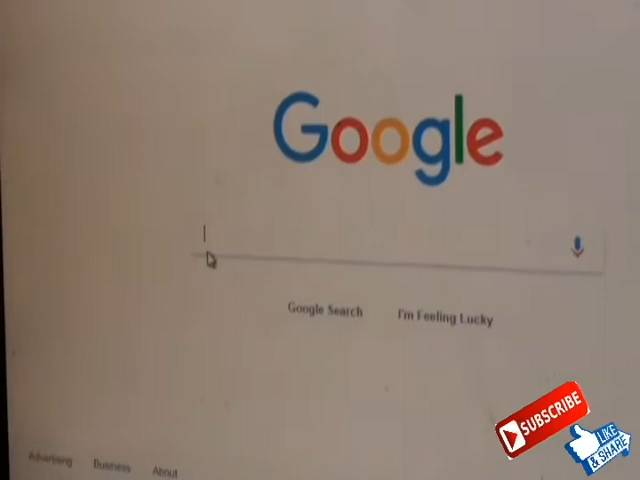 Google
Google Search
I'm Feeling Lucky
Advertising
Business
About
SUBSCRIBE
LIKE
& SHARE